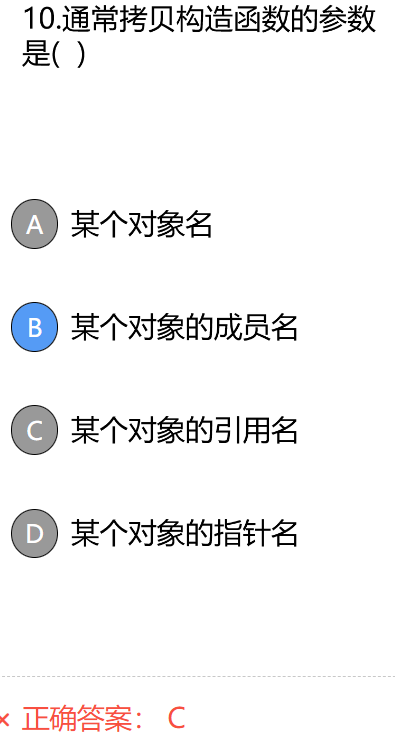 10.通常拷贝构造函数的参数
是( )
A 某个对象名
B 某个对象的成员名
C 某个对象的引用名
D 某个对象的指针名
× 正确答案： C